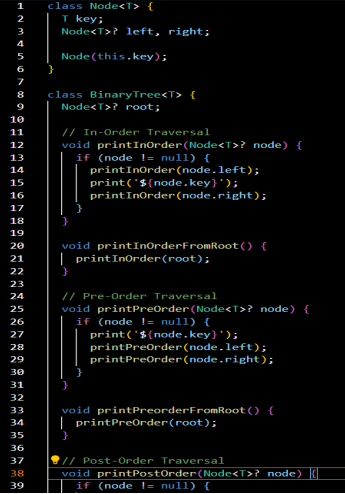 1 class Node<T> {
2   T key;
3   Node<T>? left, right;
4
5   Node(this.key);
6 }
7
8 class BinaryTree<T> {
9   Node<T>? root;
10
11   // In-Order Traversal
12   void printInOrder(Node<T>? node) {
13     if (node != null) {
14       printInOrder(node.left);
15       print('${node.key}');
16       printInOrder(node.right);
17     }
18   }
19
20   void printInOrderFromRoot() {
21     printInOrder(root);
22   }
23
24   // Pre-Order Traversal
25   void printPreOrder(Node<T>? node) {
26     if (node != null) {
27       print('${node.key}');
28       printPreOrder(node.left);
29       printPreOrder(node.right);
30     }
31   }
32
33   void printPreorderFromRoot() {
34     printPreOrder(root);
35   }
36
37   // Post-Order Traversal
38   void printPostOrder(Node<T>? node) {
39     if (node != null) {